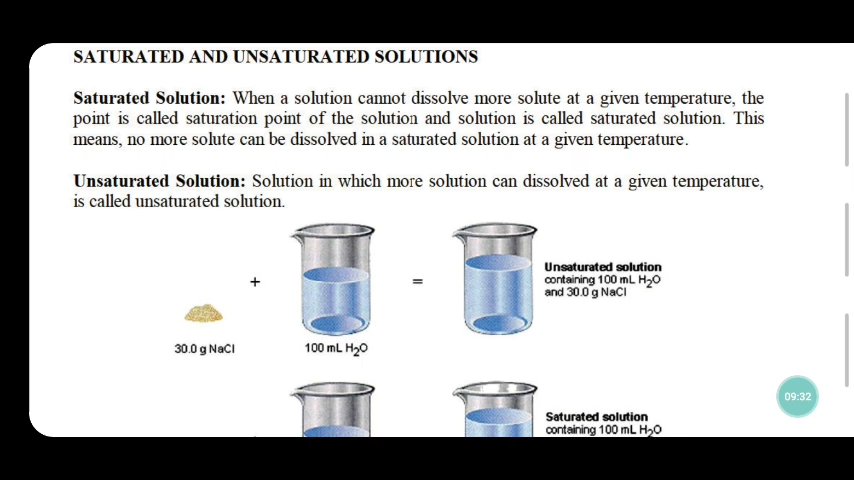 SATURATED AND UNSATURATED SOLUTIONS
Saturated Solution: When a solution cannot dissolve more solute at a given temperature, the
point is called saturation point of the solution and solution is called saturated solution. This
means, no more solute can be dissolved in a saturated solution at a given temperature.
Unsaturated Solution: Solution in which more solution can dissolved at a given temperature,
is called unsaturated solution.
+
=
Unsaturated solution
containing 100 mL H₂O
and 30.0 g NaCl
30.0 g NaCl
100 mL H₂O
09:32
Saturated solution
containing 100 mL H₂O